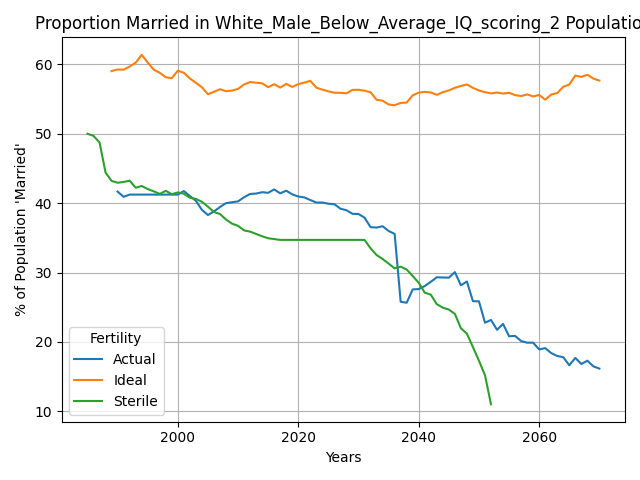 Proportion Married in White_Male_Below_Average_IQ_scoring_2 Populatio
% of Population 'Married'
60
50
40
30
20
10
Fertility
Actual
Ideal
Sterile
2000 2020 2040 2060
Years